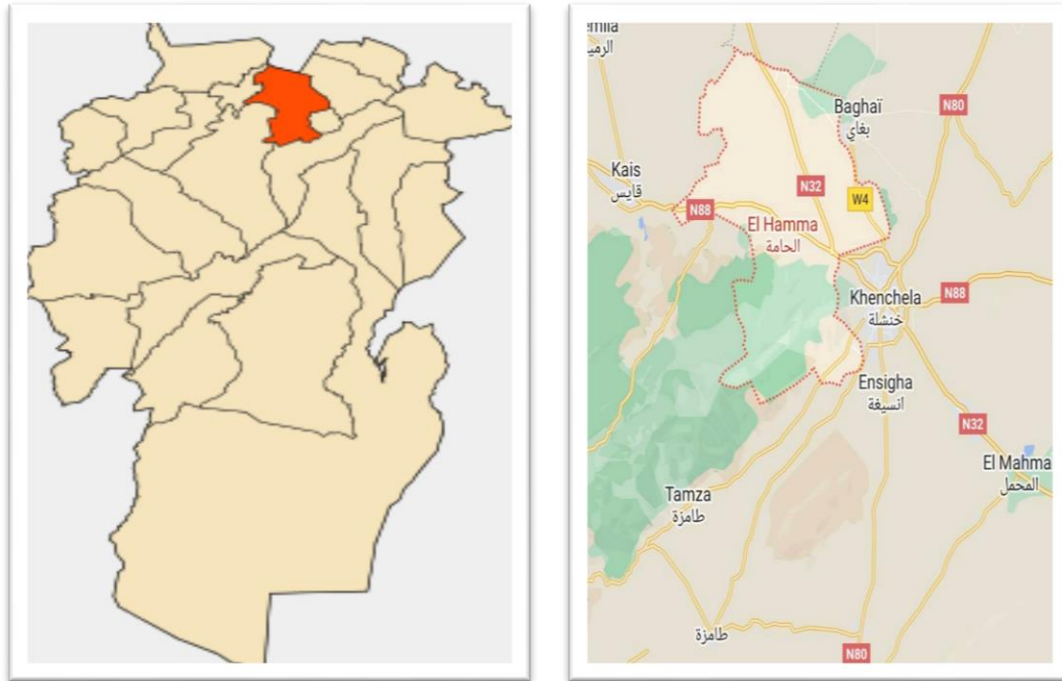 emila
الرمي
Baghaï
بغاي
N80
Kais
قايس
N32
W4
N88
El Hamma
الحامة
Khenchela
خنشلة
N88
Ensigha
انسيغة
N32
El Mahma
المحمل
Tamza
طامزة
طامزة
N80